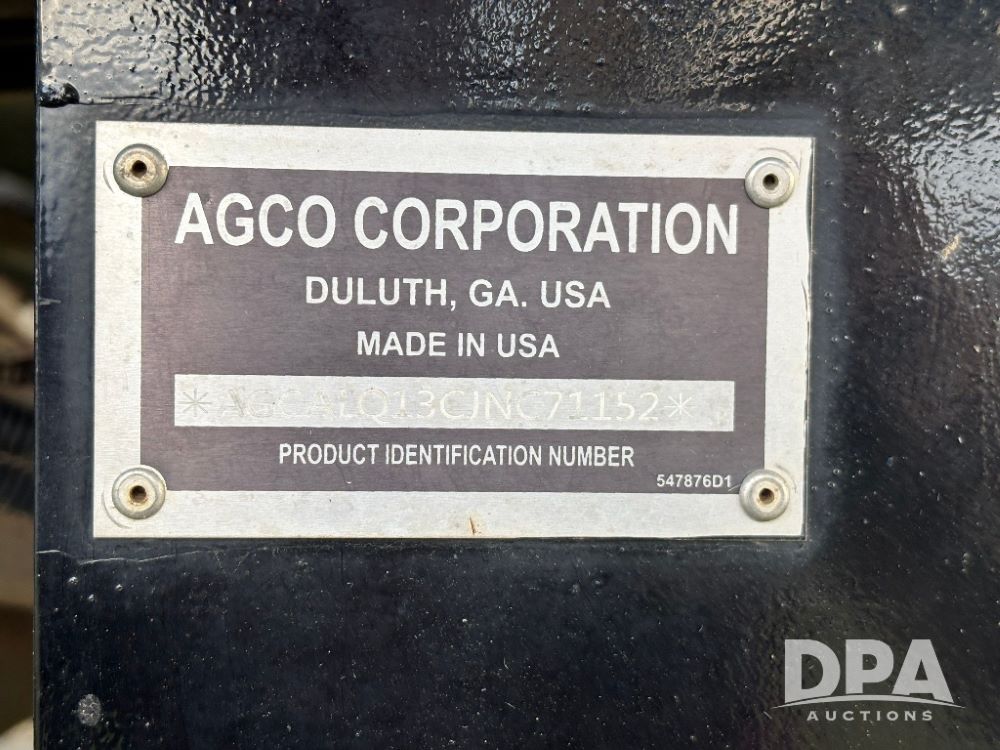 AGCO CORPORATION
DULUTH, GA. USA
MADE IN USA
*AGCALQ13CJNC71152*
PRODUCT IDENTIFICATION NUMBER
547876D1
DPA
AUCTIONS